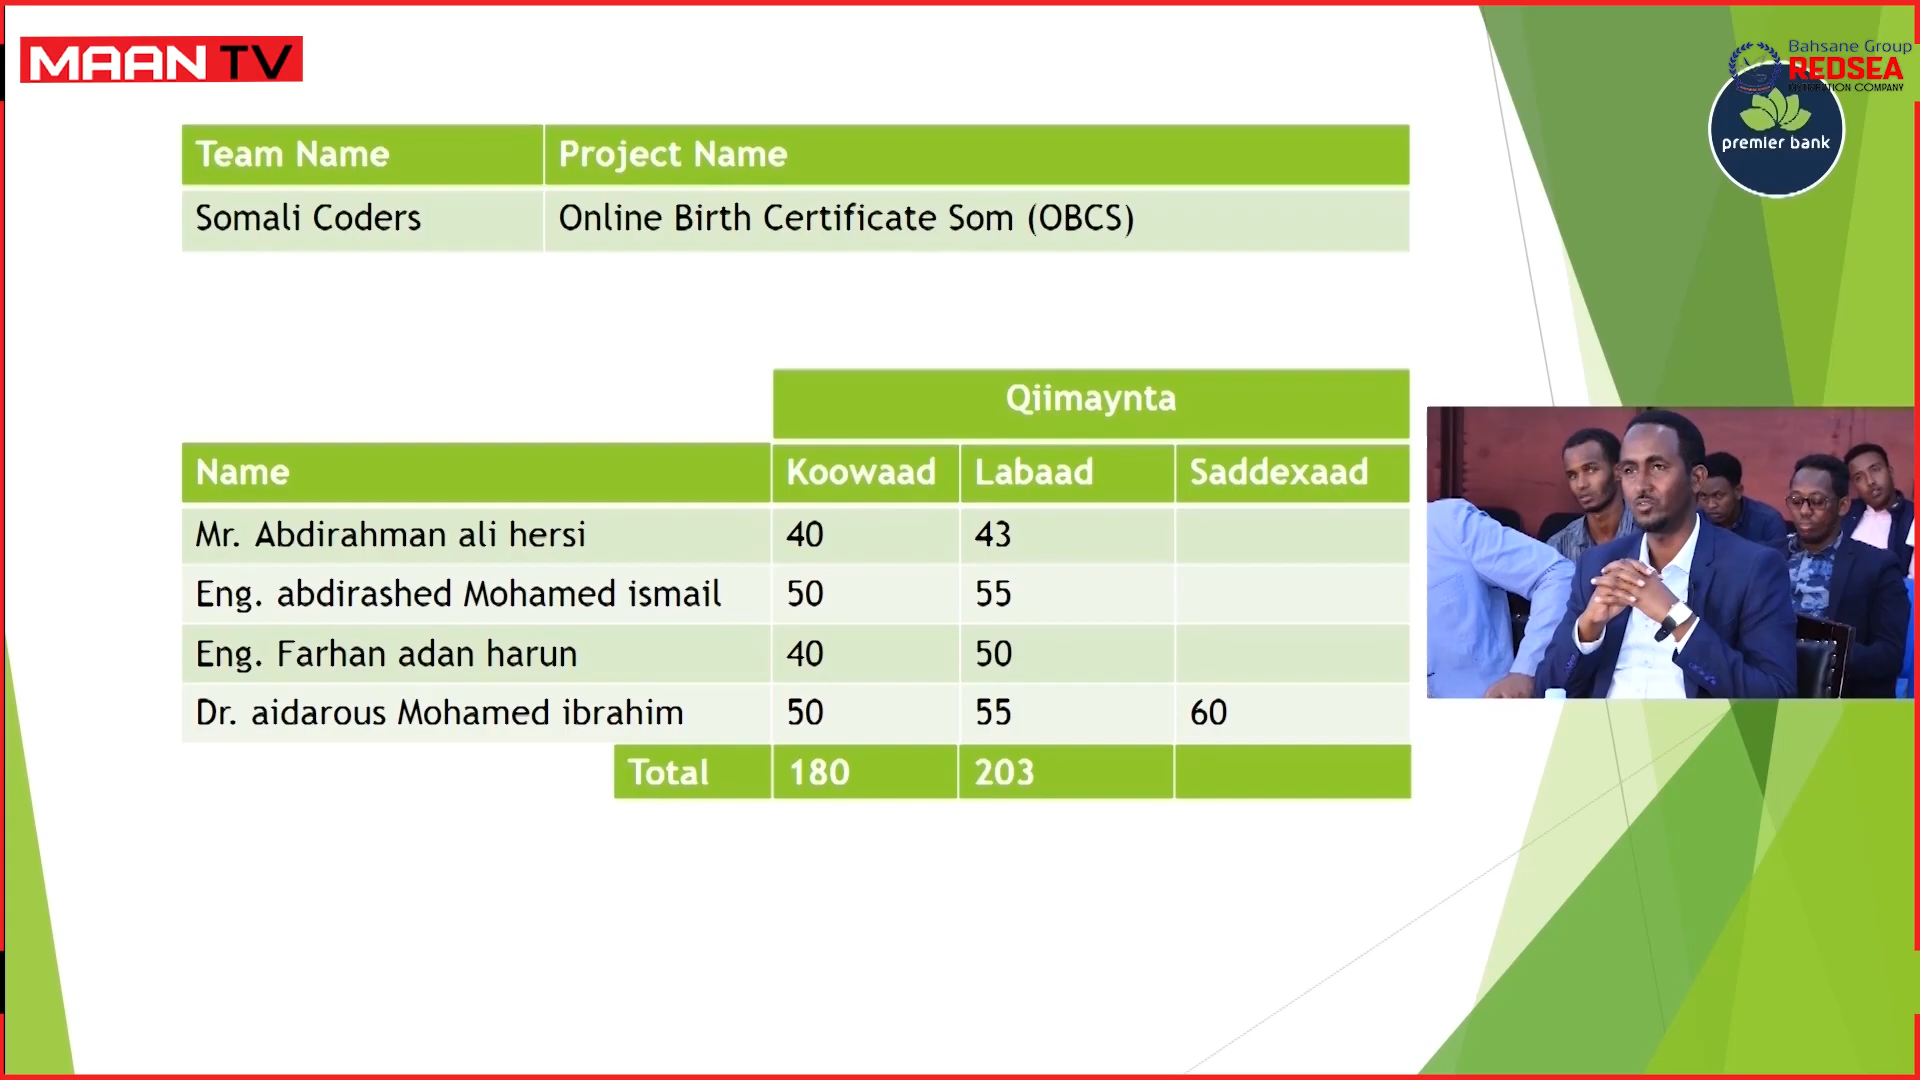 MAAN TV
Bahsane Group
REDSEA
DISTRIBUTION COMPANY
premier bank
Team Name Project Name
Somali Coders Online Birth Certificate Som (OBCS)
Qiimaynta
Name Koowaad Labaad Saddexaad
Mr. Abdirahman ali hersi 40 43
Eng. abdirashed Mohamed ismail 50 55
Eng. Farhan adan harun 40 50
Dr. aidarous Mohamed ibrahim 50 55 60
Total 180 203